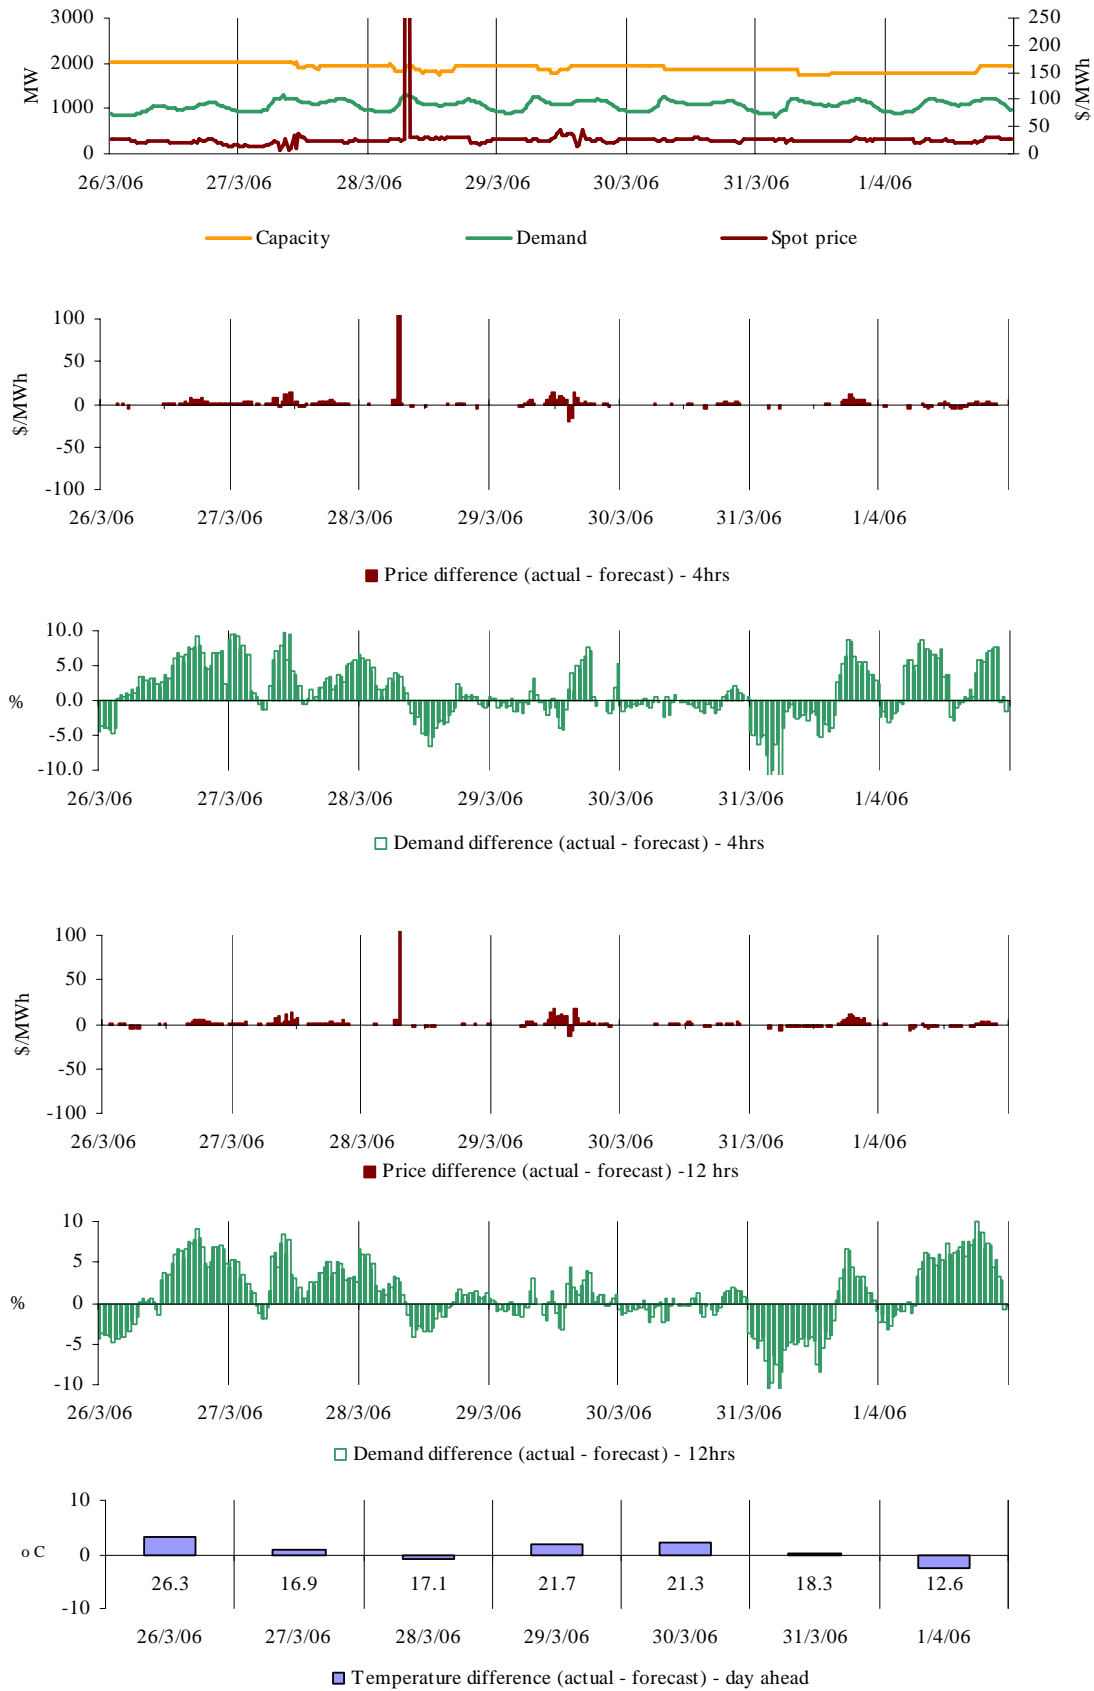 3000 250
200
2000 150
MW $/MWh
1000 100
50
0 0
26/3/06 27/3/06 28/3/06 29/3/06 30/3/06 31/3/06 1/4/06
Capacity Demand Spot price
100
50
$/MWh
0
-50
-100
26/3/06 27/3/06 28/3/06 29/3/06 30/3/06 31/3/06 1/4/06
Price difference (actual - forecast) - 4hrs
10.0
5.0
% 0.0
-5.0
-10.0
26/3/06 27/3/06 28/3/06 29/3/06 30/3/06 31/3/06 1/4/06
Demand difference (actual - forecast) - 4hrs
100
50
$/MWh
0
-50
-100
26/3/06 27/3/06 28/3/06 29/3/06 30/3/06 31/3/06 1/4/06
Price difference (actual - forecast) -12 hrs
10
5
% 0
-5
-10
26/3/06 27/3/06 28/3/06 29/3/06 30/3/06 31/3/06 1/4/06
Demand difference (actual - forecast) - 12hrs
10
o C 0
26.3 16.9 17.1 21.7 21.3 18.3 12.6
-10
26/3/06 27/3/06 28/3/06 29/3/06 30/3/06 31/3/06 1/4/06
Temperature difference (actual - forecast) - day ahead